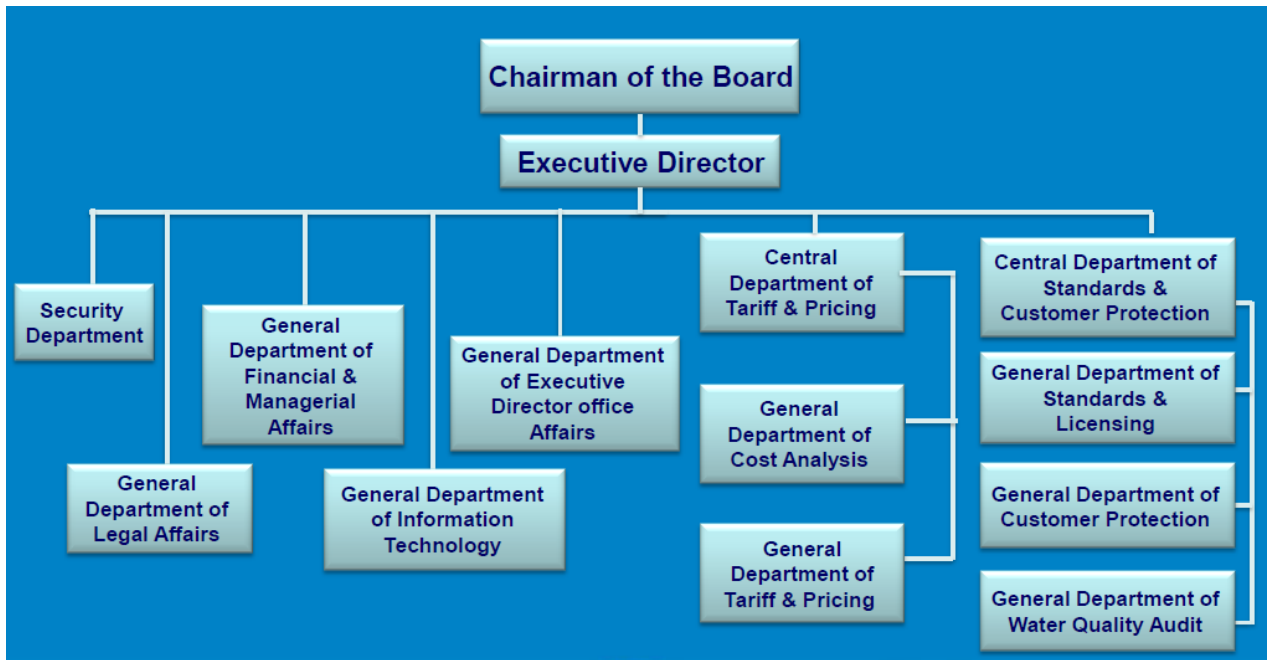 Chairman of the Board
Executive Director
Security
Department
General
Department of
Legal Affairs
General
Department of
Financial &
Managerial
Affairs
General Department
of Information
Technology
General Department
of Executive
Director office
Affairs
Central
Department of
Tariff & Pricing
General
Department of
Cost Analysis
General
Department of
Tariff & Pricing
Central Department of
Standards &
Customer Protection
General Department of
Standards &
Licensing
General Department of
Customer Protection
General Department of
Water Quality Audit